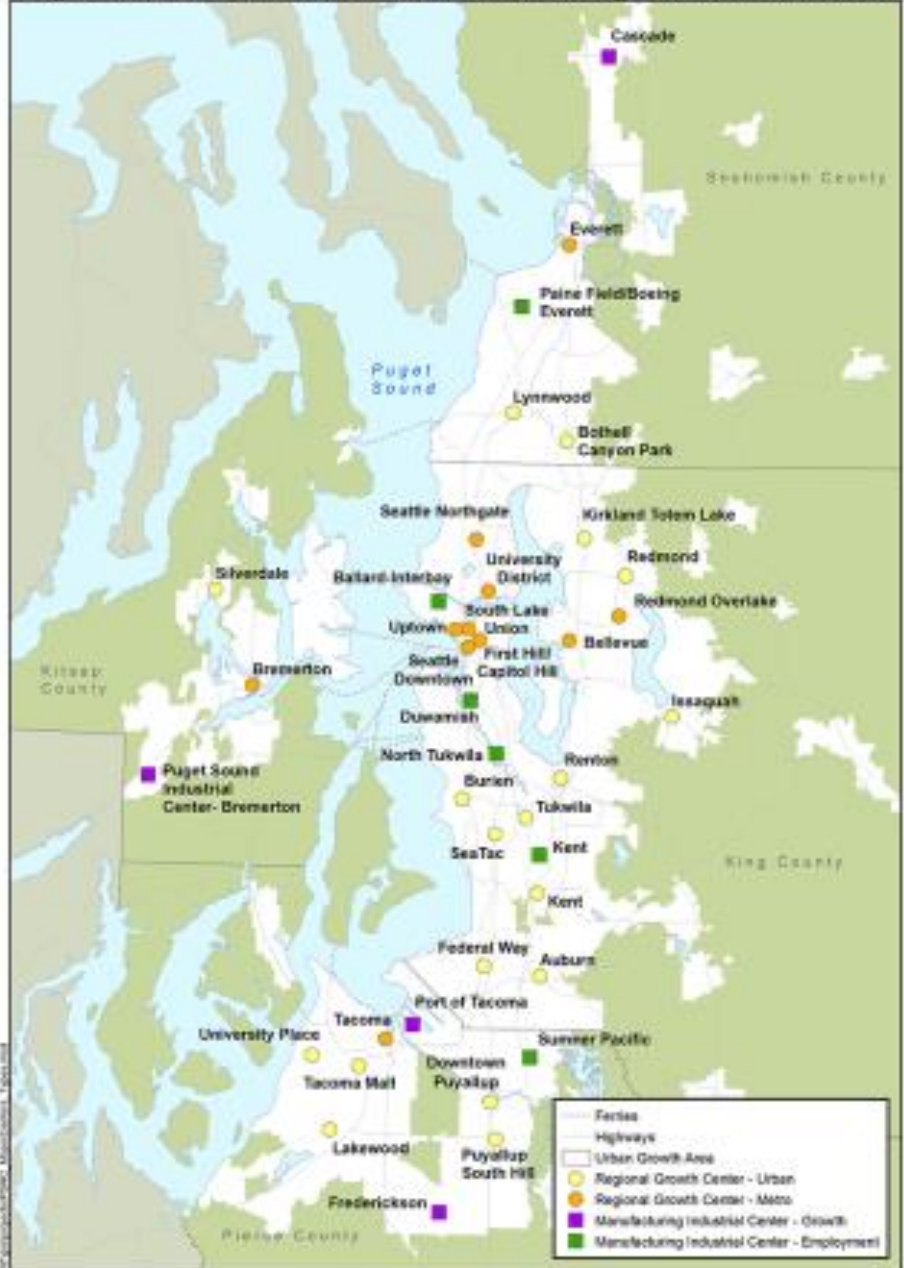 Cascade
Snohomish County
Everett
Paine Field/Boeing
Everett
Puget
Sound
Lynnwood
Bothell
Canyon Park
Seattle Northgate
Kirkland Totem Lake
University
District
Redmond
Silverdale
Ballard-Interbay
Redmond Overlake
South Lake
Union
Uptown
Bellevue
First Hill/
Capitol Hill
Seattle
Downtown
Kitsap
County
Bremerton
Issaquah
Duwamish
North Tukwila
Renton
Puget Sound
Industrial
Center- Bremerton
Burien
Tukwila
SeaTac
Kent
King County
Kent
Federal Way
Auburn
Port of Tacoma
Tacoma
University Place
Sumner Pacific
Downtown
Puyallup
Tacoma Mall
Lakewood
Puyallup
South Hill
Frederickson
Pierce County
Ferries
Highways
Urban Growth Area
Regional Growth Center - Urban
Regional Growth Center - Metro
Manufacturing Industrial Center - Growth
Manufacturing Industrial Center - Employment